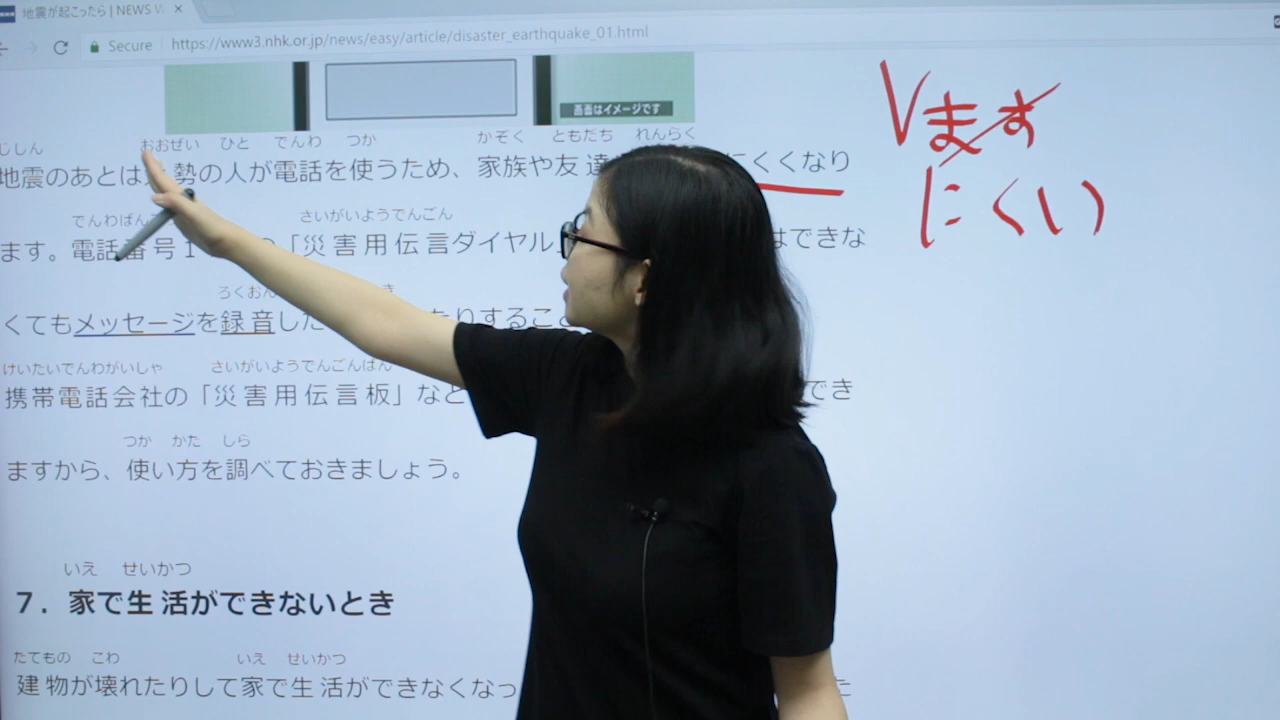 地震が起こったら | NEWS W
Secure https://www3.nhk.or.jp/news/easy/article/disaster_earthquake_01.html
画面はイメージです
Vます
にくい
じしん おおぜい ひと でんわ つか かぞく ともだち れんらく
地震のあとは 勢の人が電話を使うため、家族や友達 にくくなり
でんわばん さいがいようでんごん
ます。電話番号1 の「災害用伝言ダイヤル」 はできな
ろくおん
くてもメッセージを録音した たりすること
けいたいでんわがいしゃ さいがいようでんごんばん
携帯電話会社の「災害用伝言板」など でき
つか かた しら
ますから、使い方を調べておきましょう。
いえ せいかつ
7. 家で生活ができないとき
たてもの こわ いえ せいかつ
建物が壊れたりして家で生活ができなくなっ た